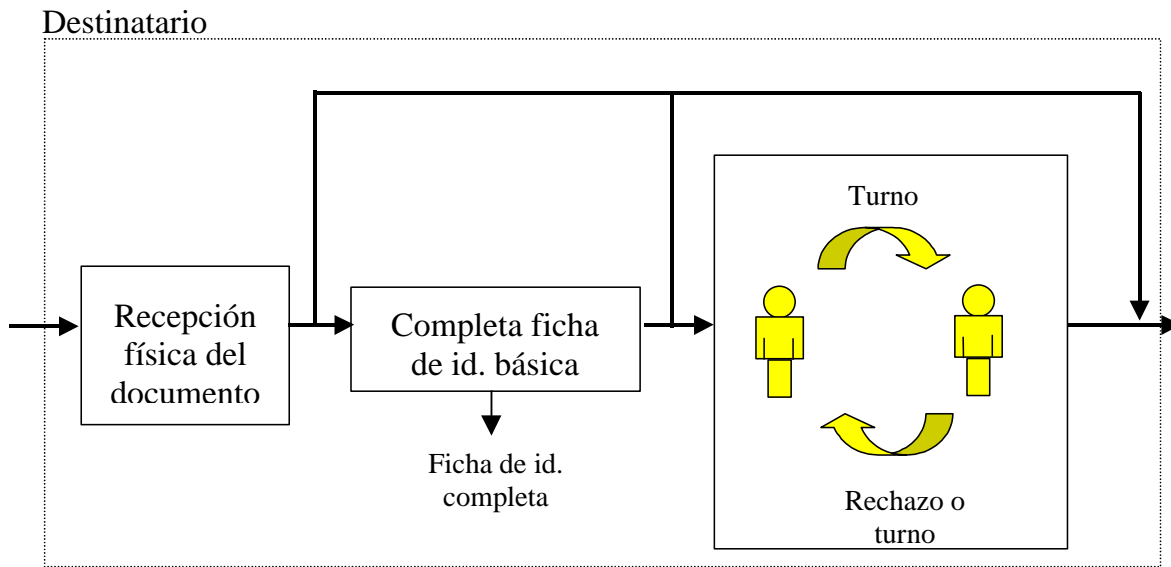 Destinatario
Turno
Recepción
física del
documento
Completa ficha
de id. básica
Ficha de id.
completa
Rechazo o
turno